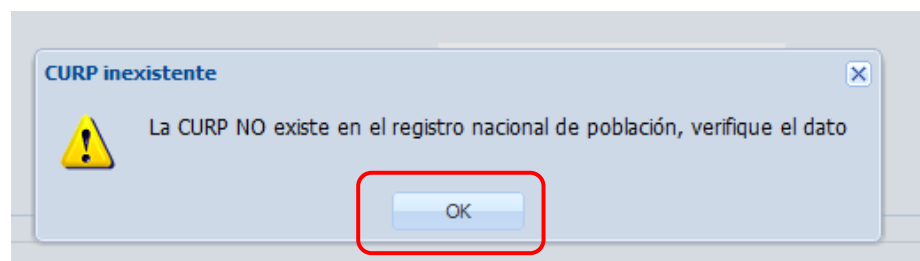 CURP inexistente
La CURP NO existe en el registro nacional de población, verifique el dato
OK